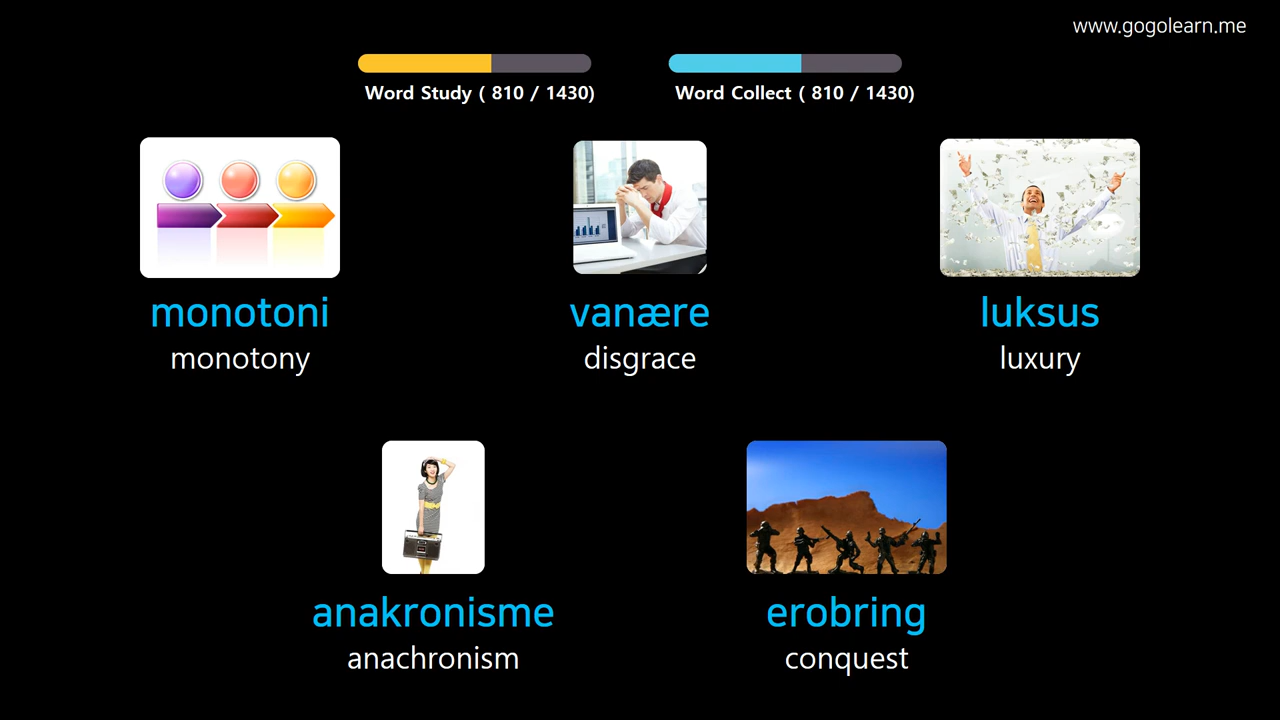 www.gogolearn.me
Word Study ( 810 / 1430)
Word Collect ( 810 / 1430)
monotoni
monotony
vanære
disgrace
luksus
luxury
anakronisme
anachronism
erobring
conquest